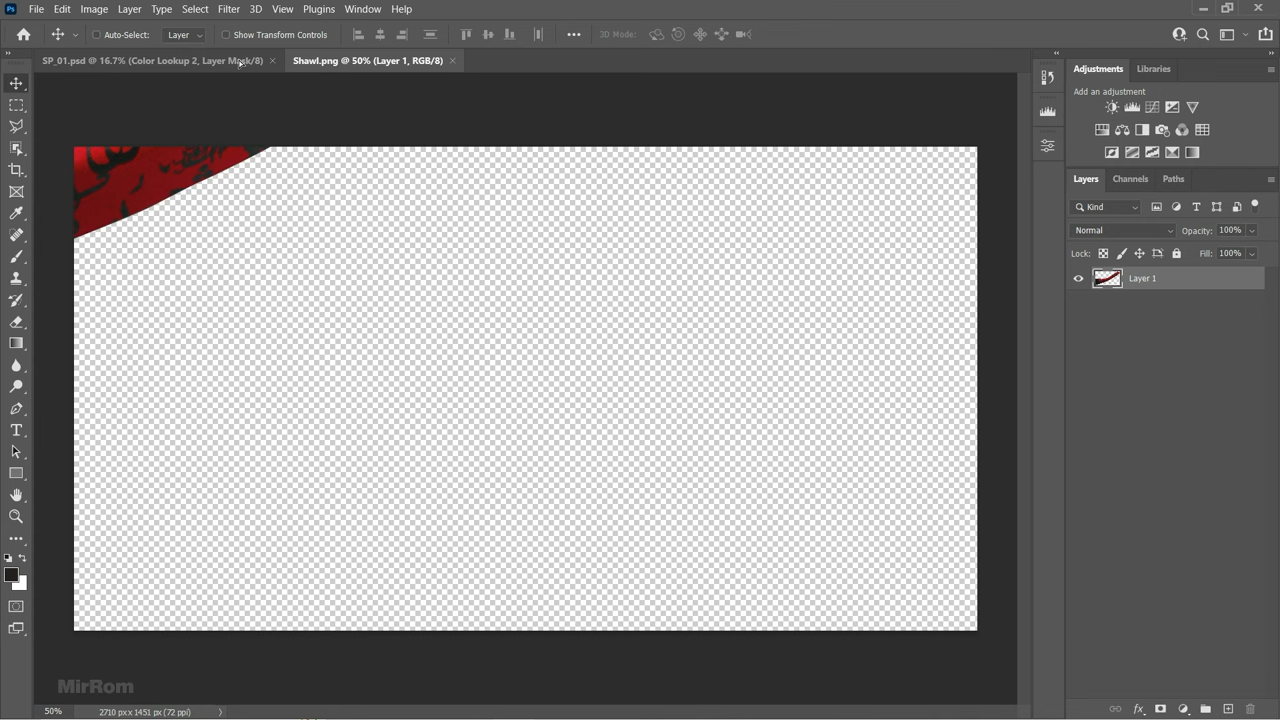 File Edit Image Layer Type Select Filter 3D View Plugins Window Help
Auto-Select: Layer Show Transform Controls 3D Mode:
SP_01.psd @ 16.7% (Color Lookup 2, Layer Mask/8) Shawl.png @ 50% (Layer 1, RGB/8)
Adjustments Libraries
Add an adjustment
Layers Channels Paths
Kind
Normal Opacity: 100%
Lock: Fill: 100%
Layer 1
MirRom
50% 2710 px x 1451 px (72 ppi)